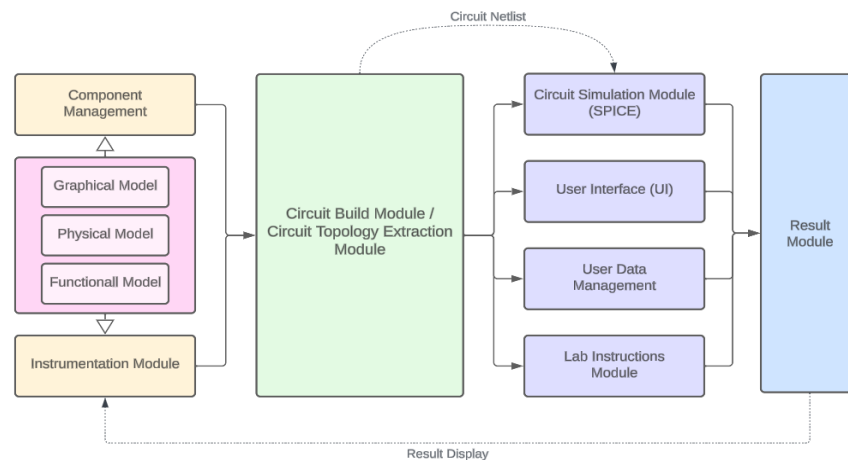 Circuit Netlist
Component
Management
Graphical Model
Physical Model
Functionall Model
Instrumentation Module
Circuit Build Module /
Circuit Topology Extraction
Module
Circuit Simulation Module
(SPICE)
User Interface (UI)
User Data
Management
Lab Instructions
Module
Result
Module
Result Display